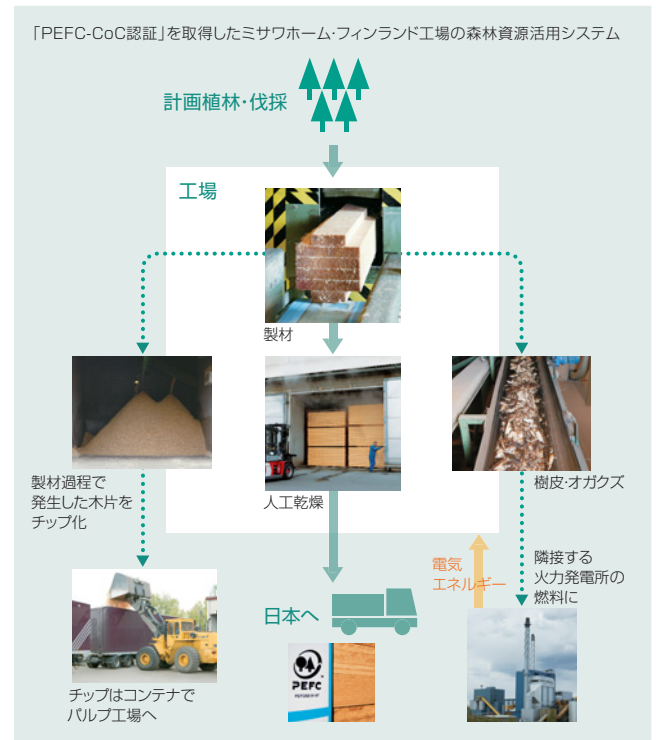 「PEFC-CoC認証」を取得したミサワホーム・フィンランド工場の森林資源活用システム
計画植林・伐採
工場
製材
製材過程で
発生した木片を
チップ化
人工乾燥
樹皮・オガクズ
電気
エネルギー
隣接する
火力発電所の
燃料に
日本へ
PEFC
チップはコンテナで
パルプ工場へ